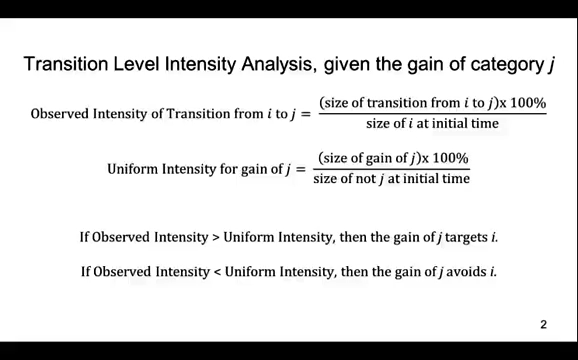 Transition Level Intensity Analysis, given the gain of category j
Observed Intensity of Transition from i to j = (size of transition from i to j)x 100% / size of i at initial time
Uniform Intensity for gain of j = (size of gain of j)x 100% / size of not j at initial time
If Observed Intensity > Uniform Intensity, then the gain of j targets i.
If Observed Intensity < Uniform Intensity, then the gain of j avoids i.
2